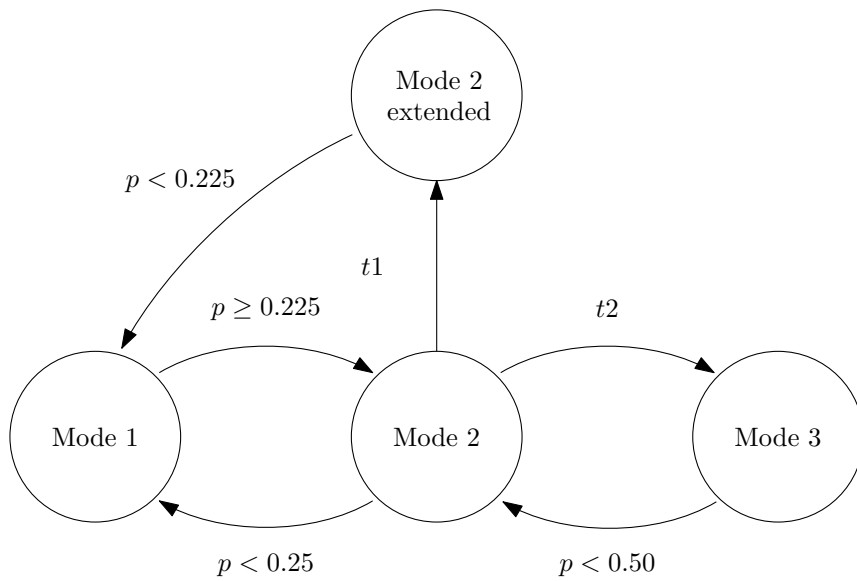 Mode 2
extended
p < 0.225
t1
p ≥ 0.225
t2
Mode 1
Mode 2
Mode 3
p < 0.25
p < 0.50